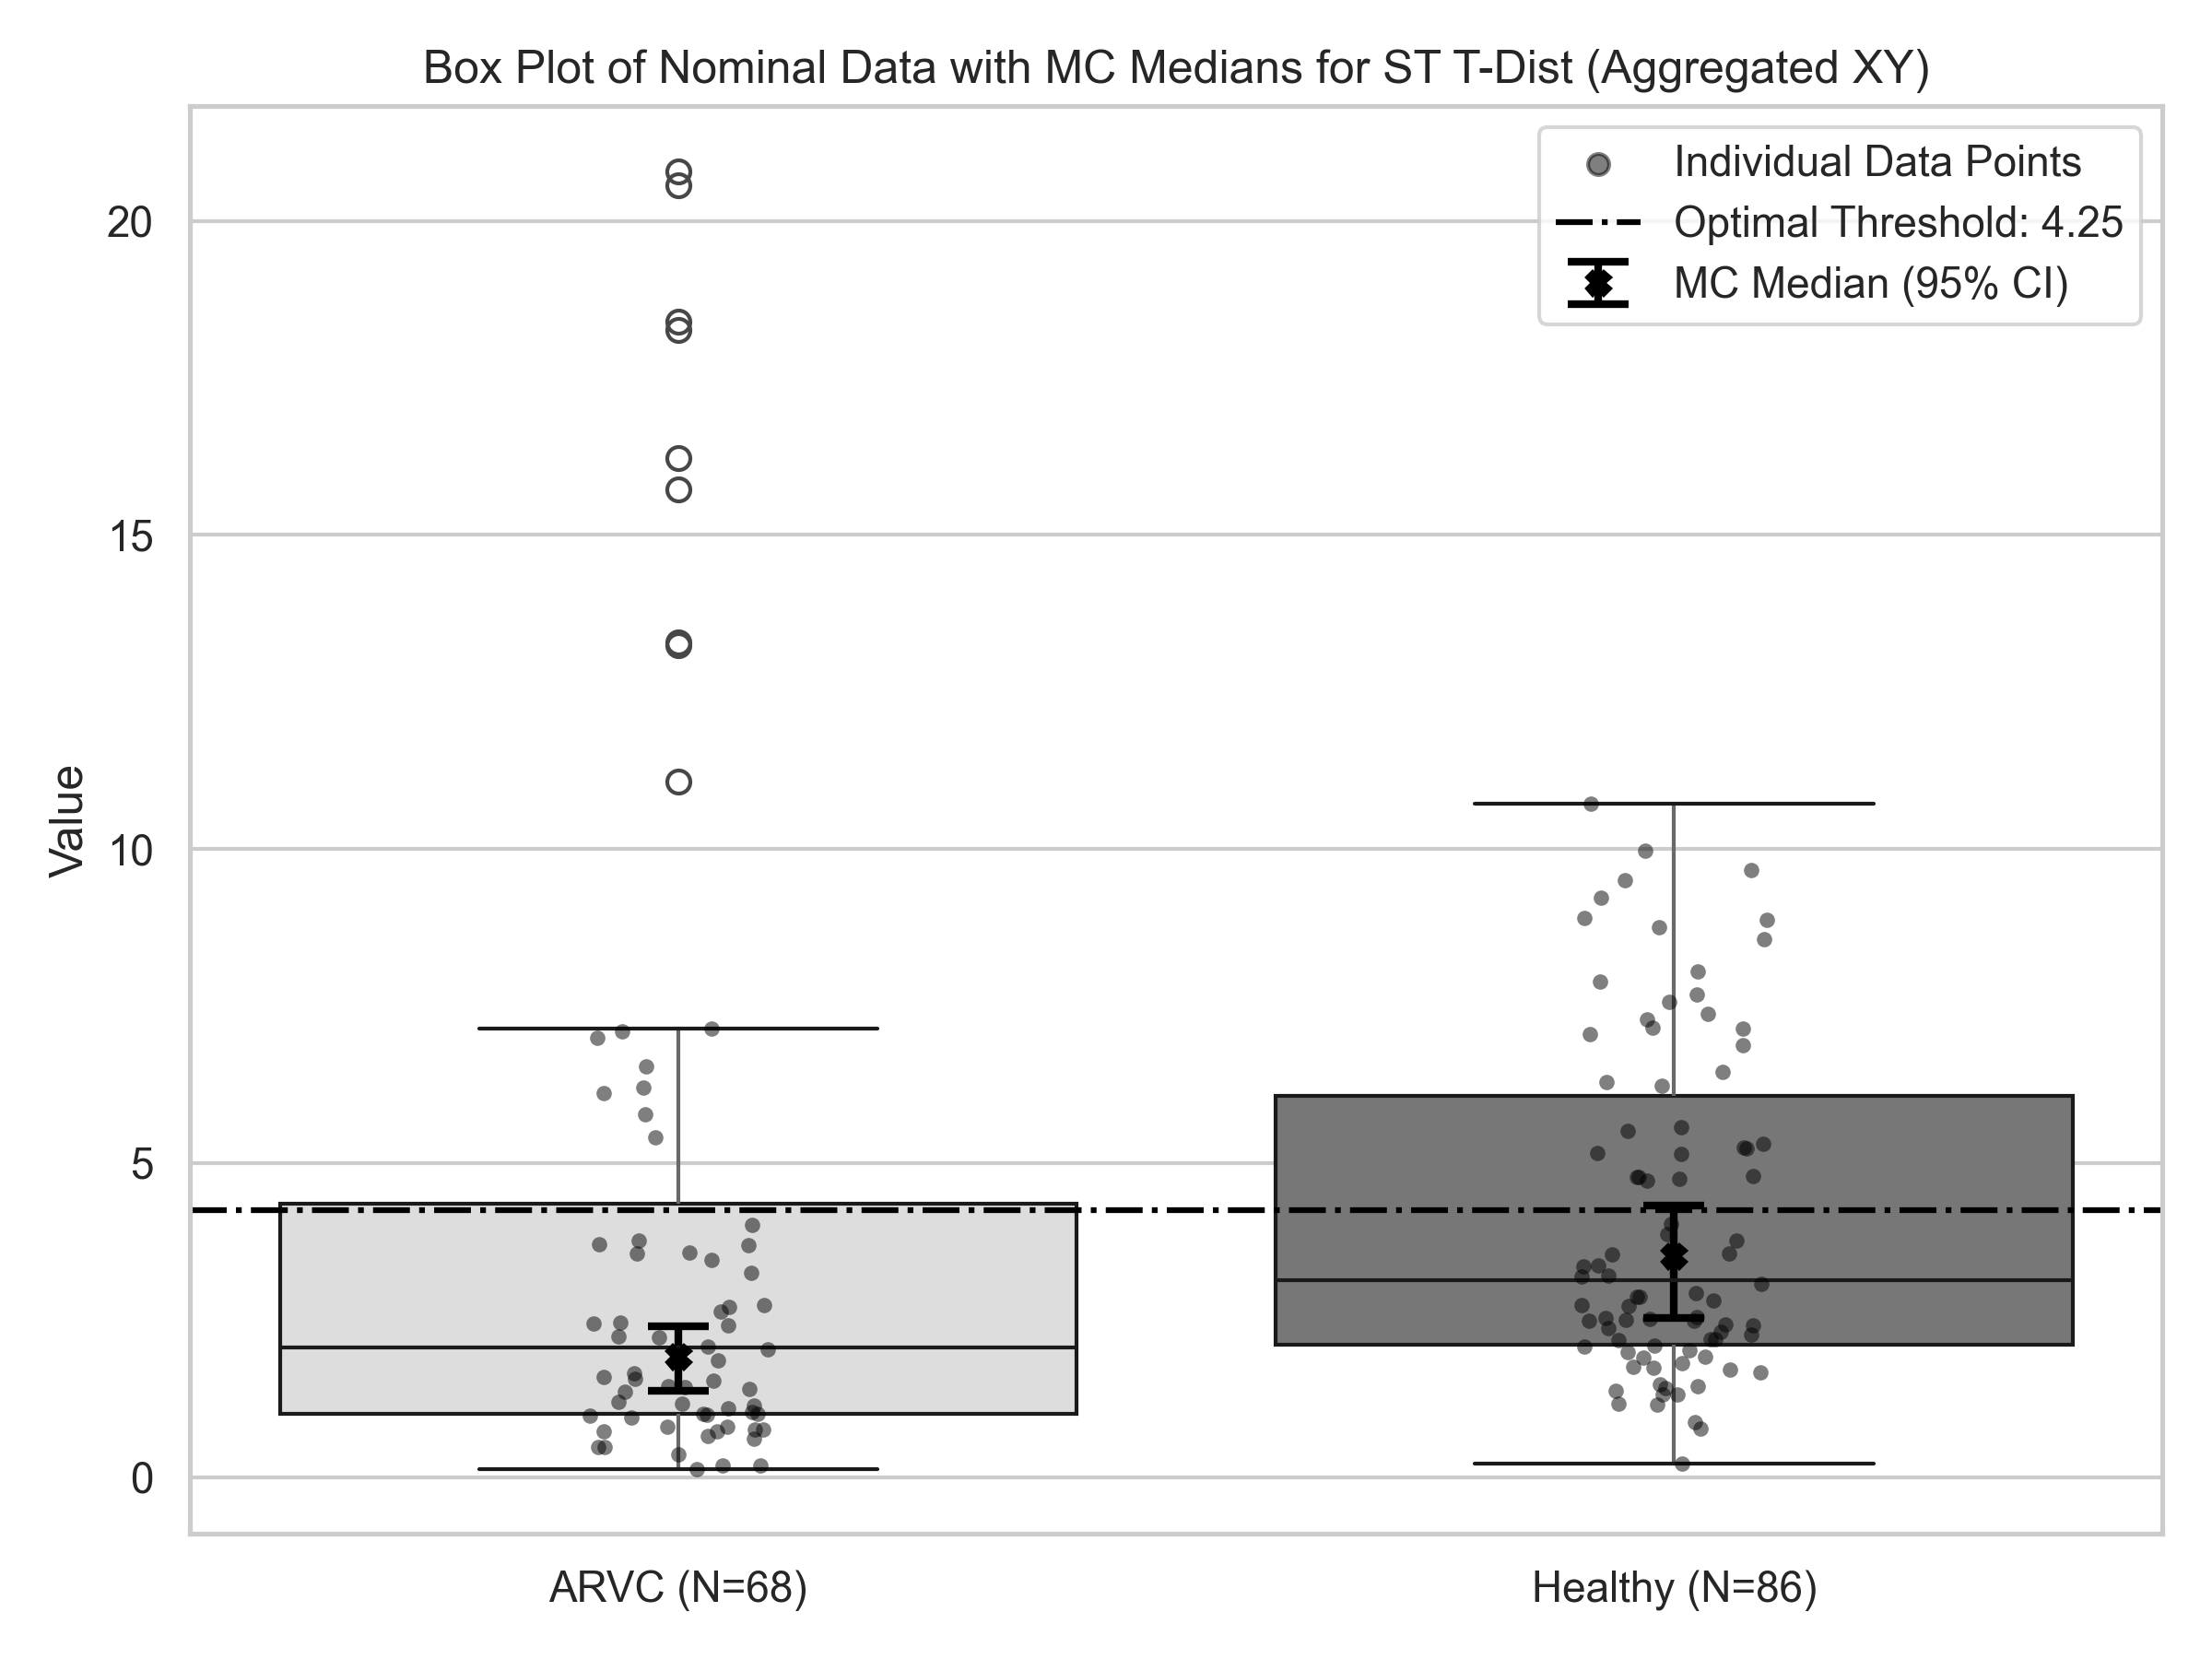 Box Plot of Nominal Data with MC Medians for ST T-Dist (Aggregated XY)
Individual Data Points
Optimal Threshold: 4.25
MC Median (95% CI)
Value
20
15
10
5
0
ARVC (N=68)
Healthy (N=86)